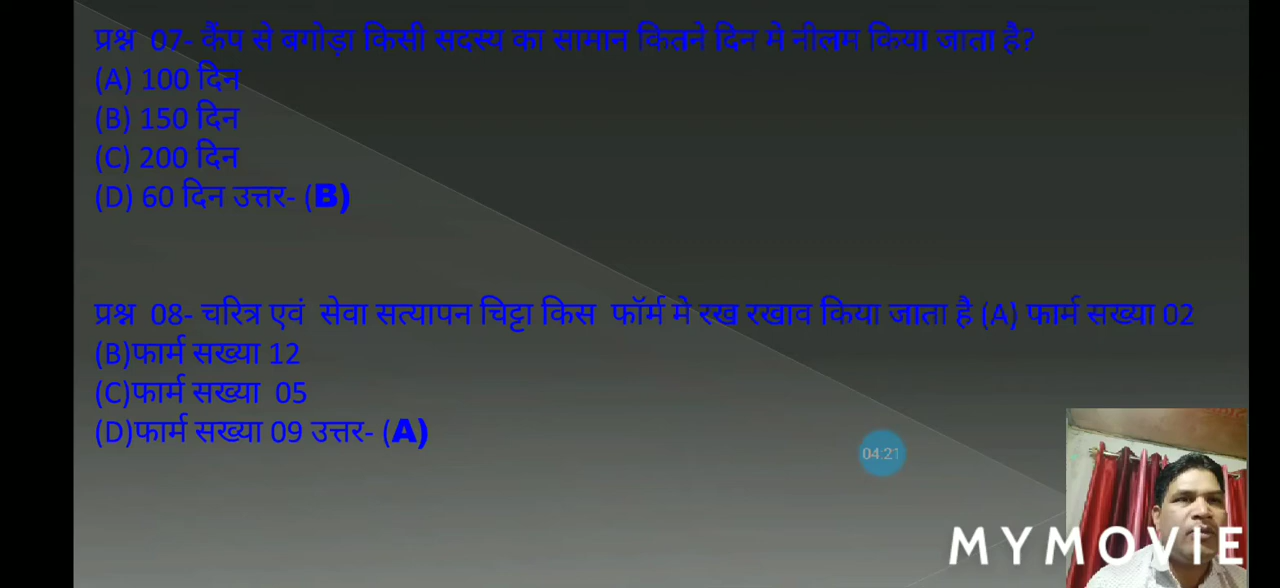 प्रश्न 07- कैंप से बगोड़ा किसी सदस्य का सामान कितने दिन मे नीलम किया जाता है?
(A) 100 दिन
(B) 150 दिन
(C) 200 दिन
(D) 60 दिन उत्तर- (B)
प्रश्न 08- चरित्र एवं सेवा सत्यापन चिट्टा किस फॉर्म मे रख रखाव किया जाता है (A) फार्म सख्या 02
(B)फार्म सख्या 12
(C)फार्म सख्या 05
(D)फार्म सख्या 09 उत्तर- (A)
04:21
MYMOVIE